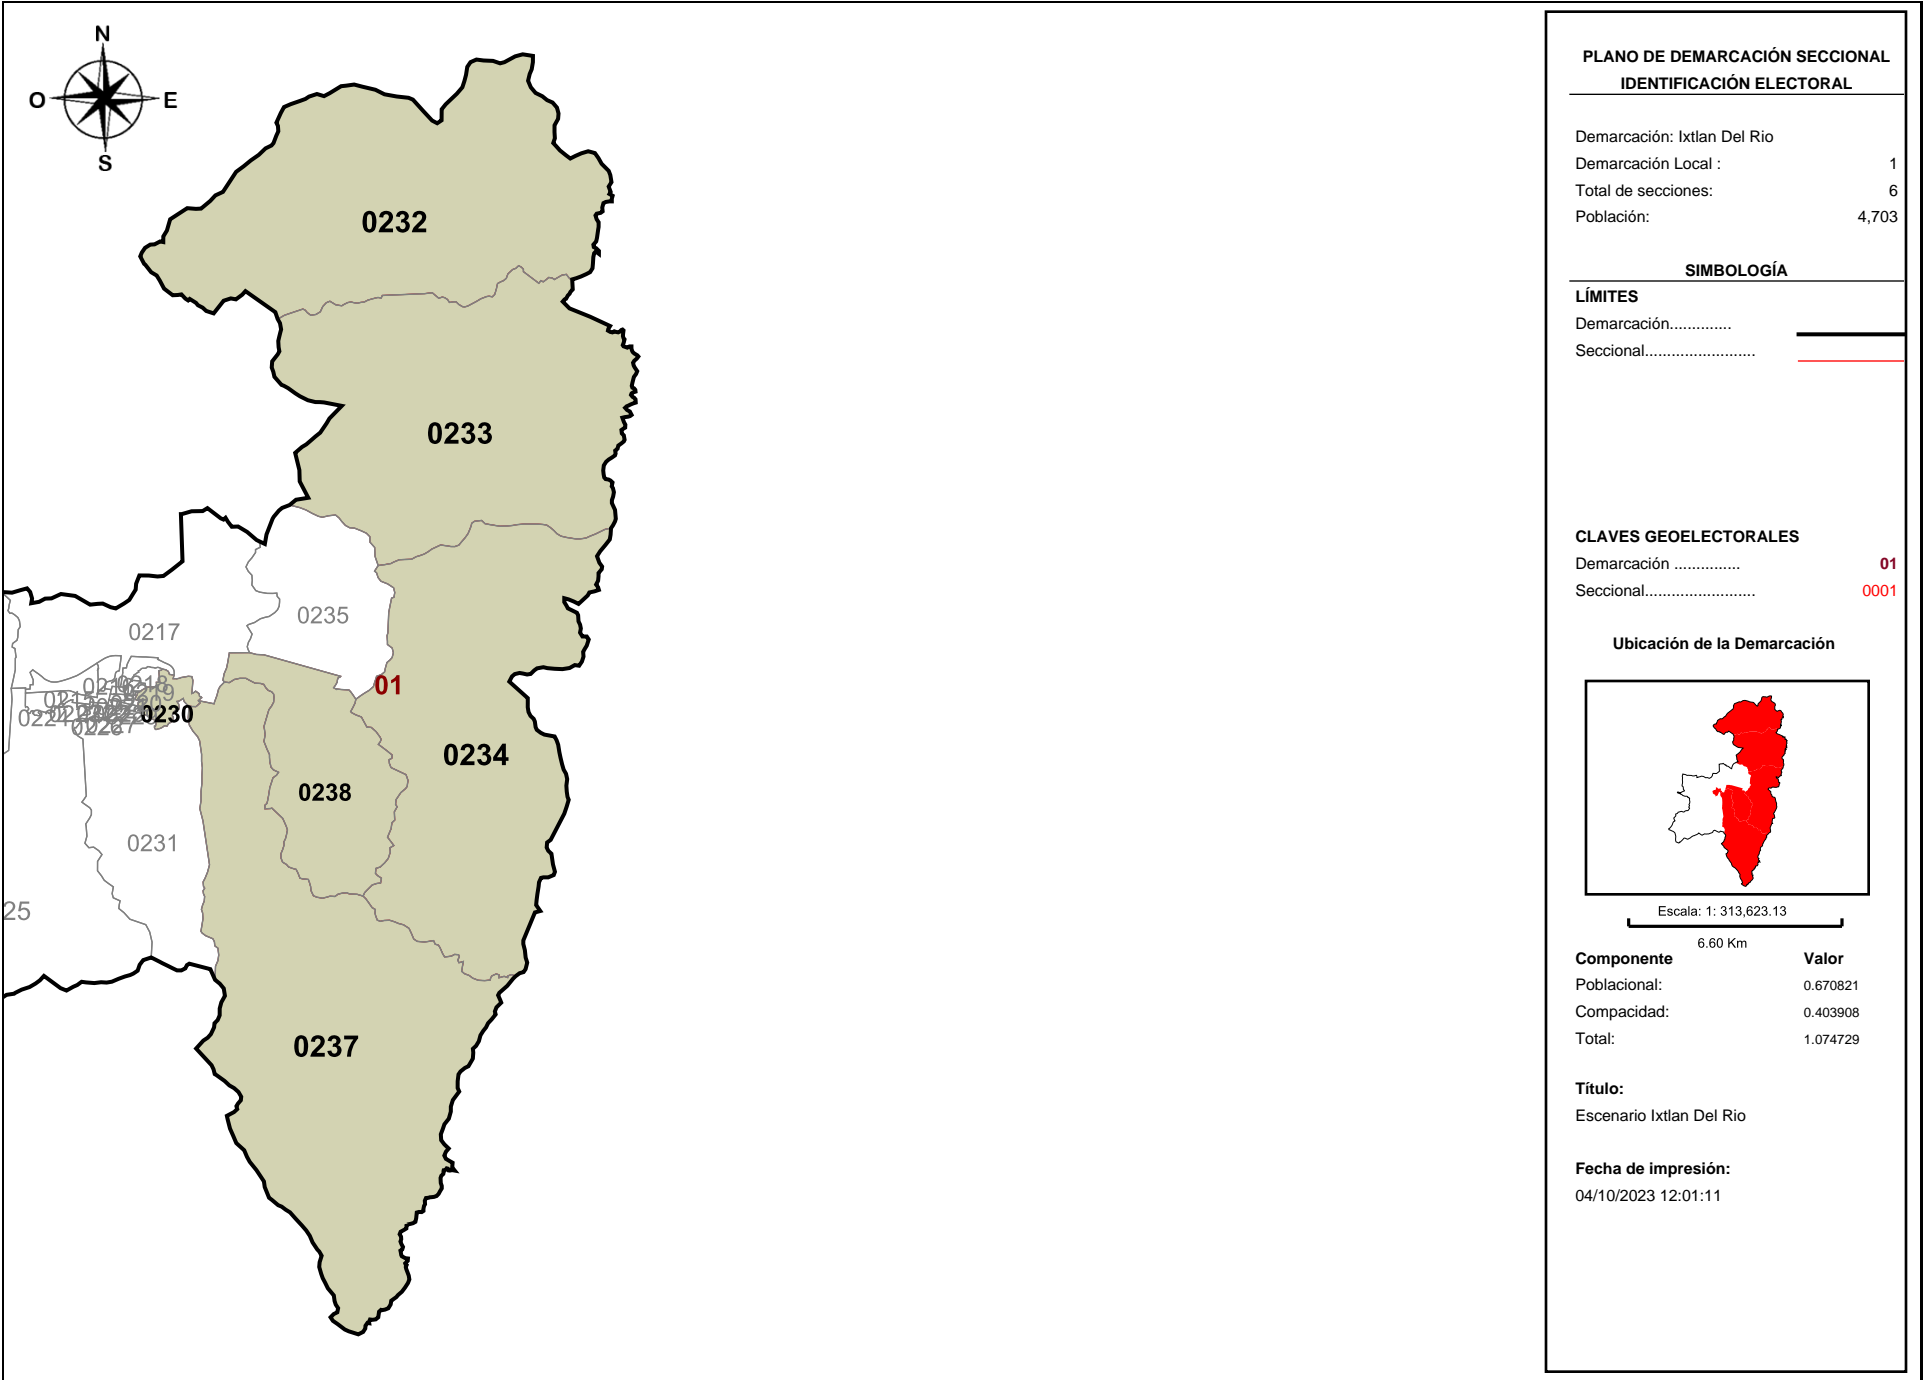 N
O
E
S
0232
0233
0235
0217
0218
01
0230
0234
0238
0231
25
0237
PLANO DE DEMARCACIÓN SECCIONAL
IDENTIFICACIÓN ELECTORAL
Demarcación: Ixtlan Del Rio
Demarcación Local : 1
Total de secciones: 6
Población: 4,703
SIMBOLOGÍA
LÍMITES
Demarcación..............
Seccional.........................
CLAVES GEOELECTORALES
Demarcación ............... 01
Seccional......................... 0001
Ubicación de la Demarcación
Escala: 1: 313,623.13
6.60 Km
Componente Valor
Poblacional: 0.670821
Compacidad: 0.403908
Total: 1.074729
Título:
Escenario Ixtlan Del Rio
Fecha de impresión:
04/10/2023 12:01:11